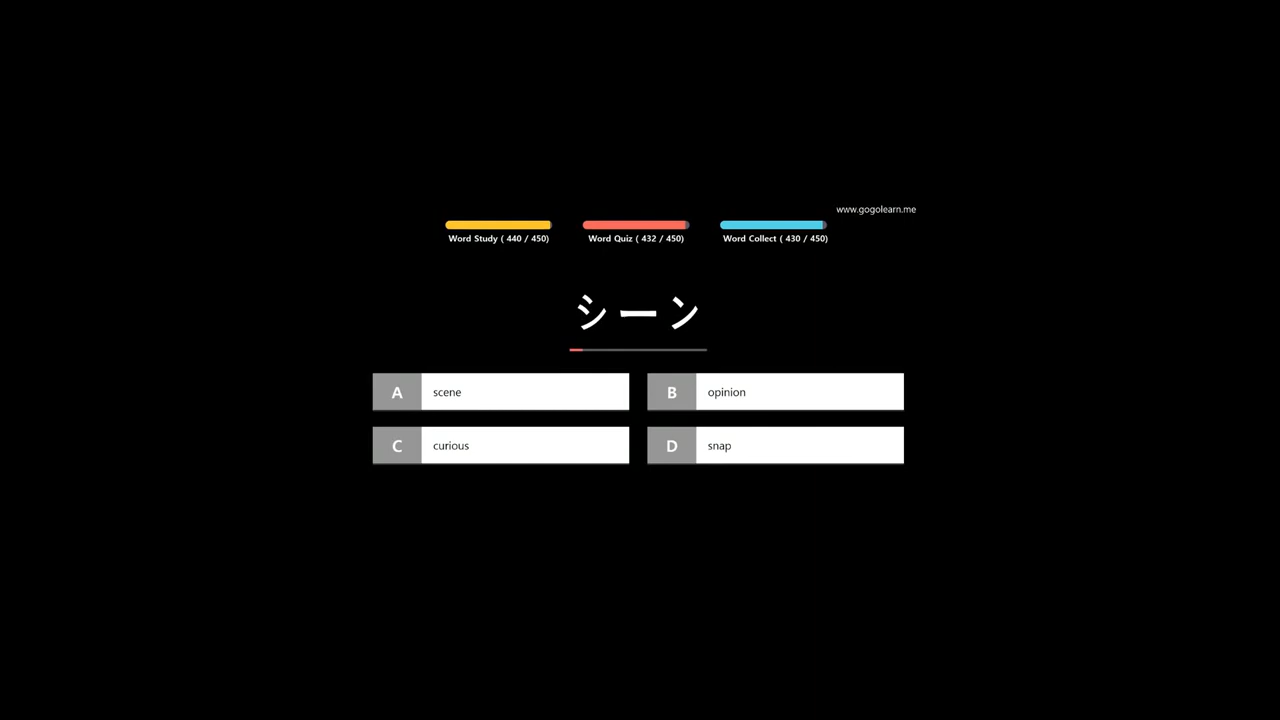 www.gogolearn.me
Word Study ( 440 / 450)
Word Quiz ( 432 / 450)
Word Collect ( 430 / 450)
シーン
A scene
B opinion
C curious
D snap